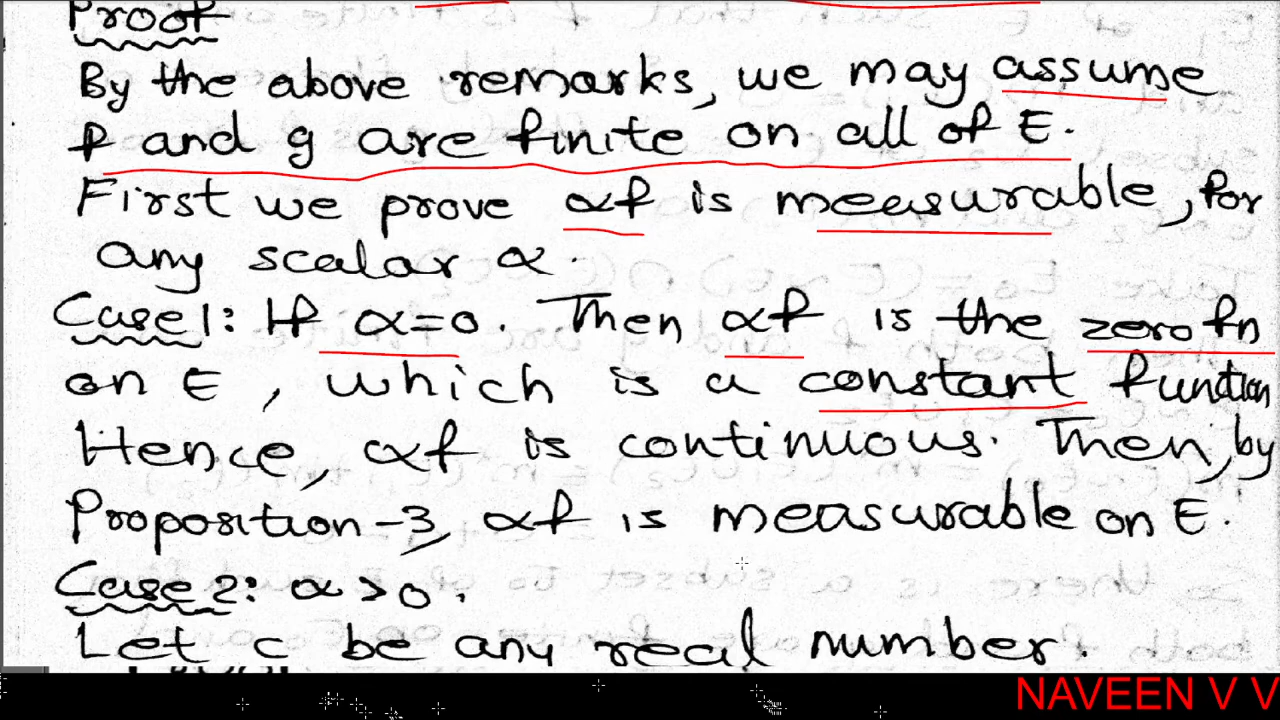 Proof
By the above remarks, we may assume
f and g are finite on all of E.
First we prove αf is measurable, for
any scalar α.
Case 1: If α=0. Then αf is the zero fn
on E, which is a constant function
Hence, αf is continuous. Then, by
Proposition-3, αf is measurable on E.
Case 2: α>0.
Let c be any real number.
NAVEEN V V